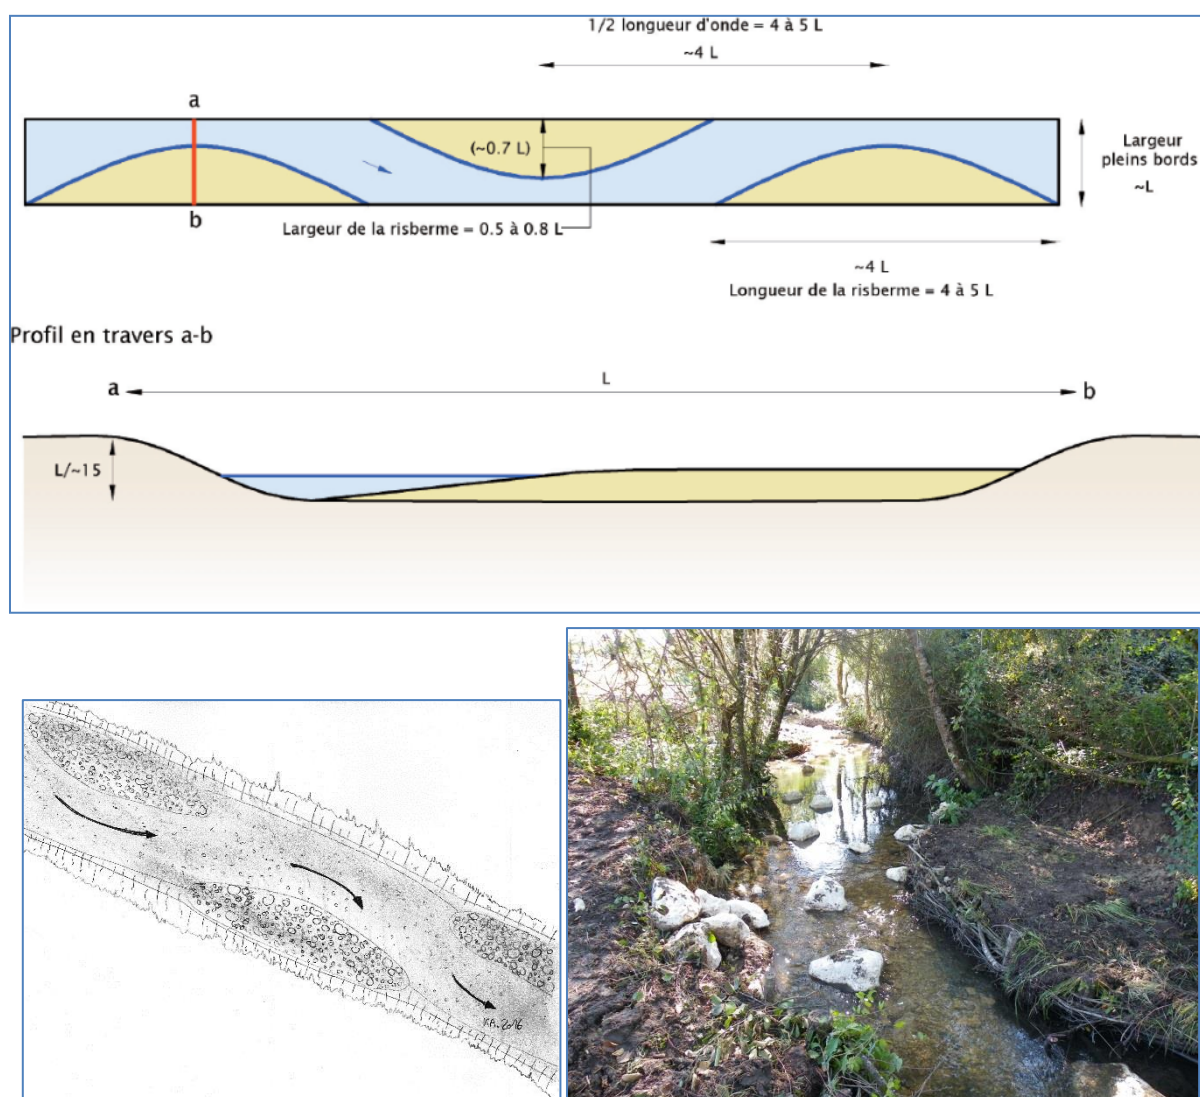 1/2 longueur d'onde = 4 à 5 L
~4 L
a
(~0.7 L)
Largeur
pleins bords
~L
b
Largeur de la risberme = 0.5 à 0.8 L
~4 L
Longueur de la risberme = 4 à 5 L
Profil en travers a-b
a
L
b
L/~15